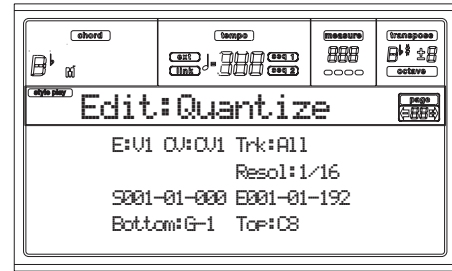 chord tempo measure transpose
ext seq 1
link seq 2
octave
style play Edit:Quantize page
E:V1 CV:CV1 Trk:All
Resol:1/16
S001-01-000 E001-01-192
Bottom:G-1 Top:C8